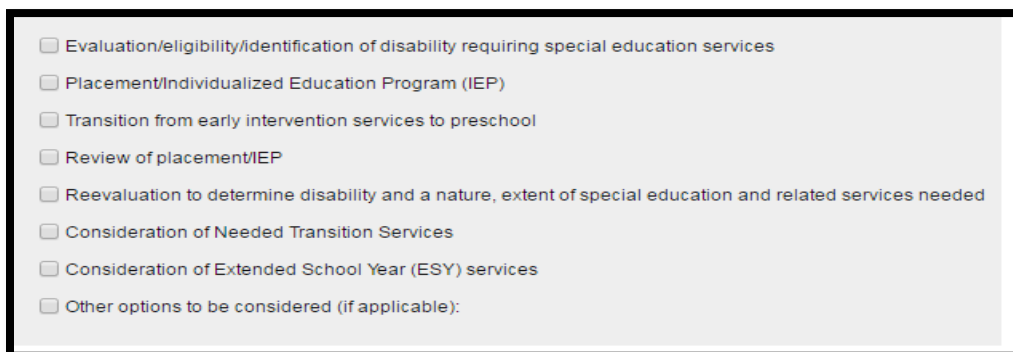 Evaluation/eligibility/identification of disability requiring special education services
Placement/Individualized Education Program (IEP)
Transition from early intervention services to preschool
Review of placement/IEP
Reevaluation to determine disability and a nature, extent of special education and related services needed
Consideration of Needed Transition Services
Consideration of Extended School Year (ESY) services
Other options to be considered (if applicable):